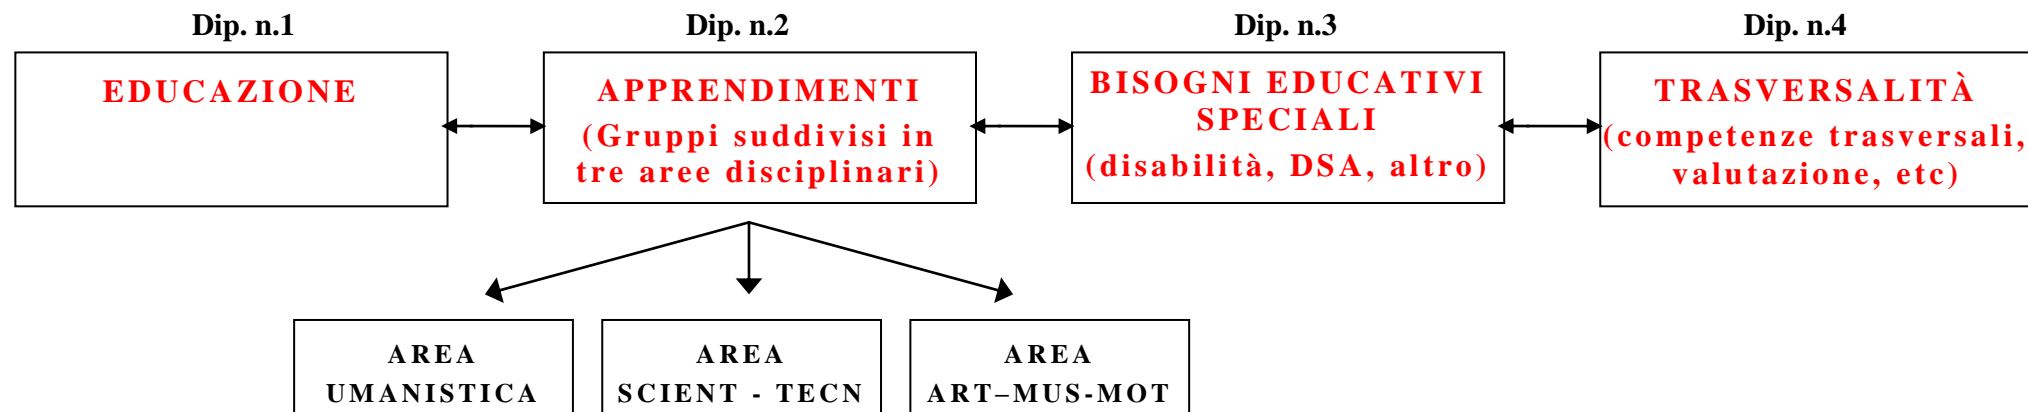 Dip. n.1
Dip. n.2
Dip. n.3
Dip. n.4
EDUCAZIONE
APPRENDIMENTI
(Gruppi suddivisi in
tre aree disciplinari)
BISOGNI EDUCATIVI
SPECIALI
(disabilità, DSA, altro)
TRASVERSALITÀ
(competenze trasversali,
valutazione, etc)
AREA
UMANISTICA
AREA
SCIENT - TECN
AREA
ART–MUS-MOT